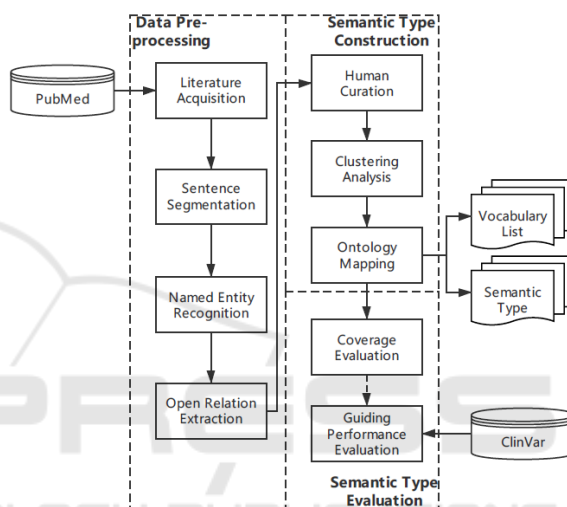 Data Pre-
processing
Semantic Type
Construction
PubMed
Literature
Acquisition
Sentence
Segmentation
Named Entity
Recognition
Open Relation
Extraction
Human
Curation
Clustering
Analysis
Ontology
Mapping
Vocabulary
List
Semantic
Type
Coverage
Evaluation
Guiding
Performance
Evaluation
ClinVar
Semantic Type
Evaluation
PRESS